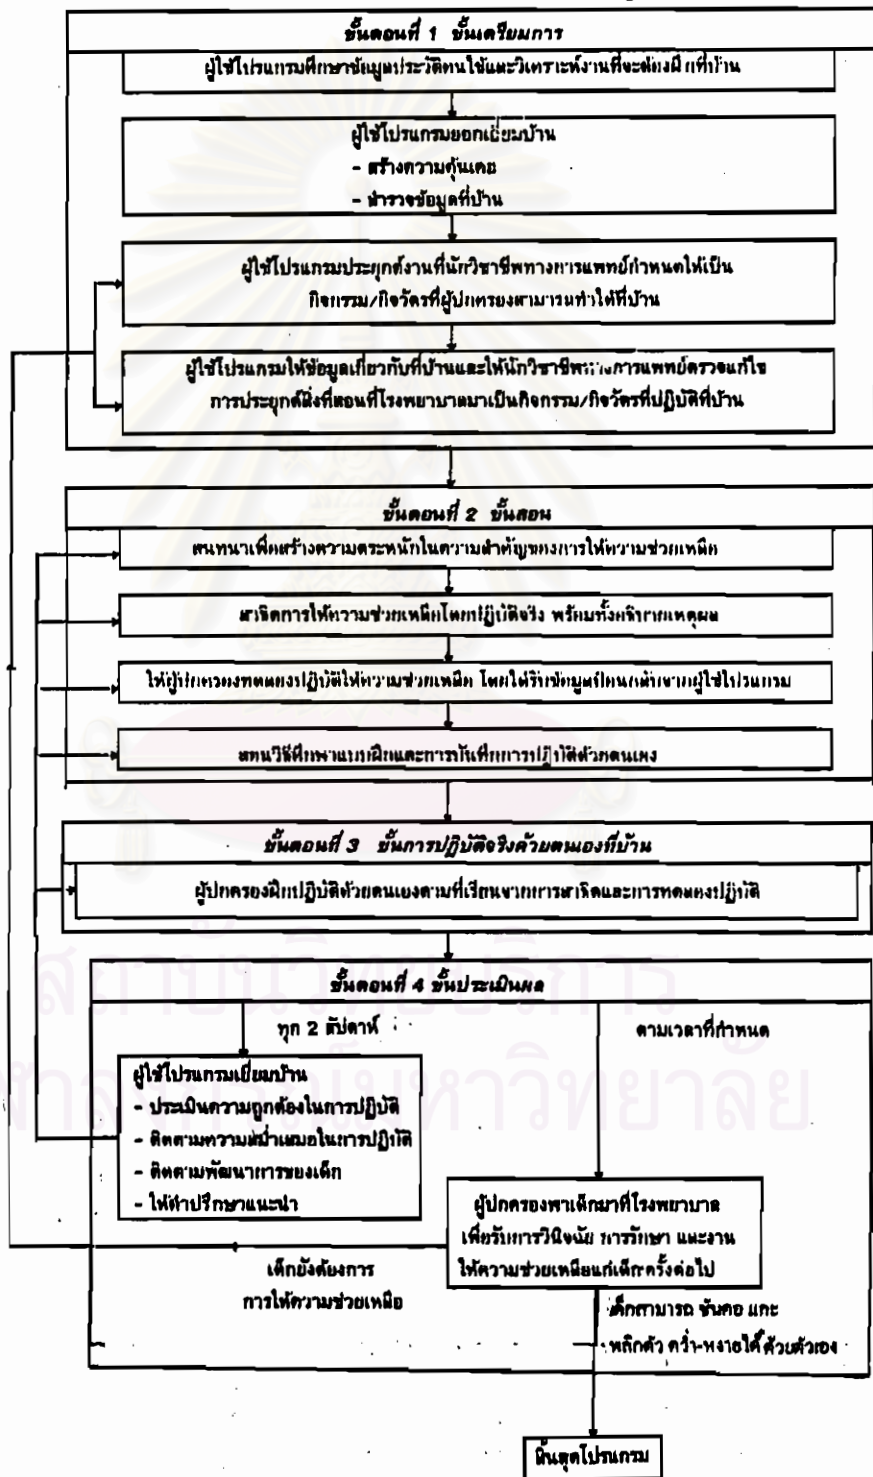 ขั้นตอนที่ 1 ขั้นเตรียมการ
ผู้ใช้โปรแกรมศึกษาข้อมูลประวัติคนไข้และวิเคราะห์งานที่จะต้องฝึกที่บ้าน
ผู้ใช้โปรแกรมออกเยี่ยมบ้าน
- สร้างความคุ้นเคย
- สำรวจข้อมูลที่บ้าน
ผู้ใช้โปรแกรมประยุกต์งานที่นักวิชาชีพทางการแพทย์กำหนดให้เป็น
กิจกรรม/กิจวัตรที่ผู้ปกครองสามารถทำได้ที่บ้าน
ผู้ใช้โปรแกรมให้ข้อมูลเกี่ยวกับที่บ้านและให้นักวิชาชีพทางการแพทย์ตรวจแก้ไข
การประยุกต์สิ่งที่สอนที่โรงพยาบาลมาเป็นกิจกรรม/กิจวัตรที่ปฏิบัติที่บ้าน
ขั้นตอนที่ 2 ขั้นสอน
สนทนาเพื่อสร้างความตระหนักในความสำคัญของการให้ความช่วยเหลือ
สาธิตการให้ความช่วยเหลือโดยปฏิบัติจริง พร้อมทั้งอธิบายเหตุผล
ให้ผู้ปกครองทดลองปฏิบัติให้ความช่วยเหลือ โดยได้รับข้อมูลป้อนกลับจากผู้ใช้โปรแกรม
สอนวิธีศึกษาแบบฝึกและการบันทึกการปฏิบัติด้วยตนเอง
ขั้นตอนที่ 3 ขั้นการปฏิบัติจริงด้วยตนเองที่บ้าน
ผู้ปกครองฝึกปฏิบัติด้วยตนเองตามที่เรียนจากการสาธิตและการทดลองปฏิบัติ
ขั้นตอนที่ 4 ขั้นประเมินผล
ทุก 2 สัปดาห์
ตามเวลาที่กำหนด
ผู้ใช้โปรแกรมเยี่ยมบ้าน
- ประเมินความถูกต้องในการปฏิบัติ
- ติดตามความสม่ำเสมอในการปฏิบัติ
- ติดตามพัฒนาการของเด็ก
- ให้คำปรึกษาแนะนำ
ผู้ปกครองพาเด็กมาที่โรงพยาบาล
เพื่อรับการวินิจฉัย การรักษา และงาน
ให้ความช่วยเหลือแก่เด็กครั้งต่อไป
เด็กยังต้องการ
การให้ความช่วยเหลือ
เด็กสามารถ ชันคอ และ
พลิกตัว คว่ำ-หงายได้ ด้วยตัวเอง
สิ้นสุดโปรแกรม
สถาบันวิทยบริการ
จุฬาลงกรณ์มหาวิทยาลัย